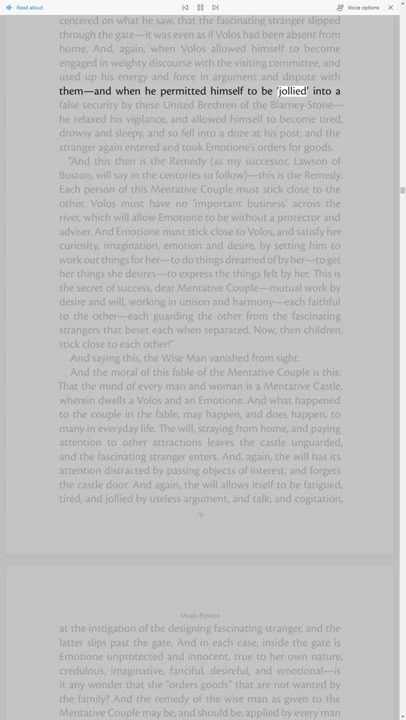 Read aloud
Voice options
centered on what he saw, that the fascinating stranger slipped
through the gate—it was even as if Volos had been absent from
home. And, again, when Volos allowed himself to become
engaged in weighty discourse with the visiting committee, and
used up his energy and force in argument and dispute with
them—and when he permitted himself to be ‘jollied’ into a
false security by these United Brethren of the Blarney-Stone—
he relaxed his vigilance, and allowed himself to become tired,
drowsy and sleepy, and so fell into a doze at his post, and the
stranger again entered and took Emotione’s orders for goods.
“And this then is the Remedy (as my successor, Lawson of
Boston, will say in the centuries to follow)—this is the Remedy.
Each person of this Mentative Couple must stick close to the
other. Volos must have no ‘important business’ across the
river, which will allow Emotione to be without a protector and
adviser. And Emotione must stick close to Volos, and satisfy her
curiosity, imagination, emotion and desire, by setting him to
work out things for her—to do things dreamed of by her—to get
her things she desires—to express the things felt by her. This is
the secret of success, dear Mentative Couple—mutual work by
desire and will, working in unison and harmony—each faithful
to the other—each guarding the other from the fascinating
strangers that beset each when separated. Now, then children,
stick close to each other!”
And saying this, the Wise Man vanished from sight.
And the moral of this fable of the Mentative Couple is this:
That the mind of every man and woman is a Mentative Castle,
wherein dwells a Volos and an Emotione. And what happened
to the couple in the fable, may happen, and does happen, to
many in everyday life. The will, straying from home, and paying
attention to other attractions leaves the castle unguarded,
and the fascinating stranger enters. And, again, the will has its
attention distracted by passing objects of interest, and forgets
the castle door. And again, the will allows itself to be fatigued,
tired, and jollied by useless argument, and talk, and cogitation,
79
Mind-Power
at the instigation of the designing fascinating stranger, and the
latter slips past the gate. And in each case, inside the gate is
Emotione unprotected and innocent, true to her own nature,
credulous, imaginative, fanciful, desireful, and emotional—is
it any wonder that she “orders goods” that are not wanted by
the family? And the remedy of the wise man as given to the
Mentative Couple may be, and should be, applied by every man